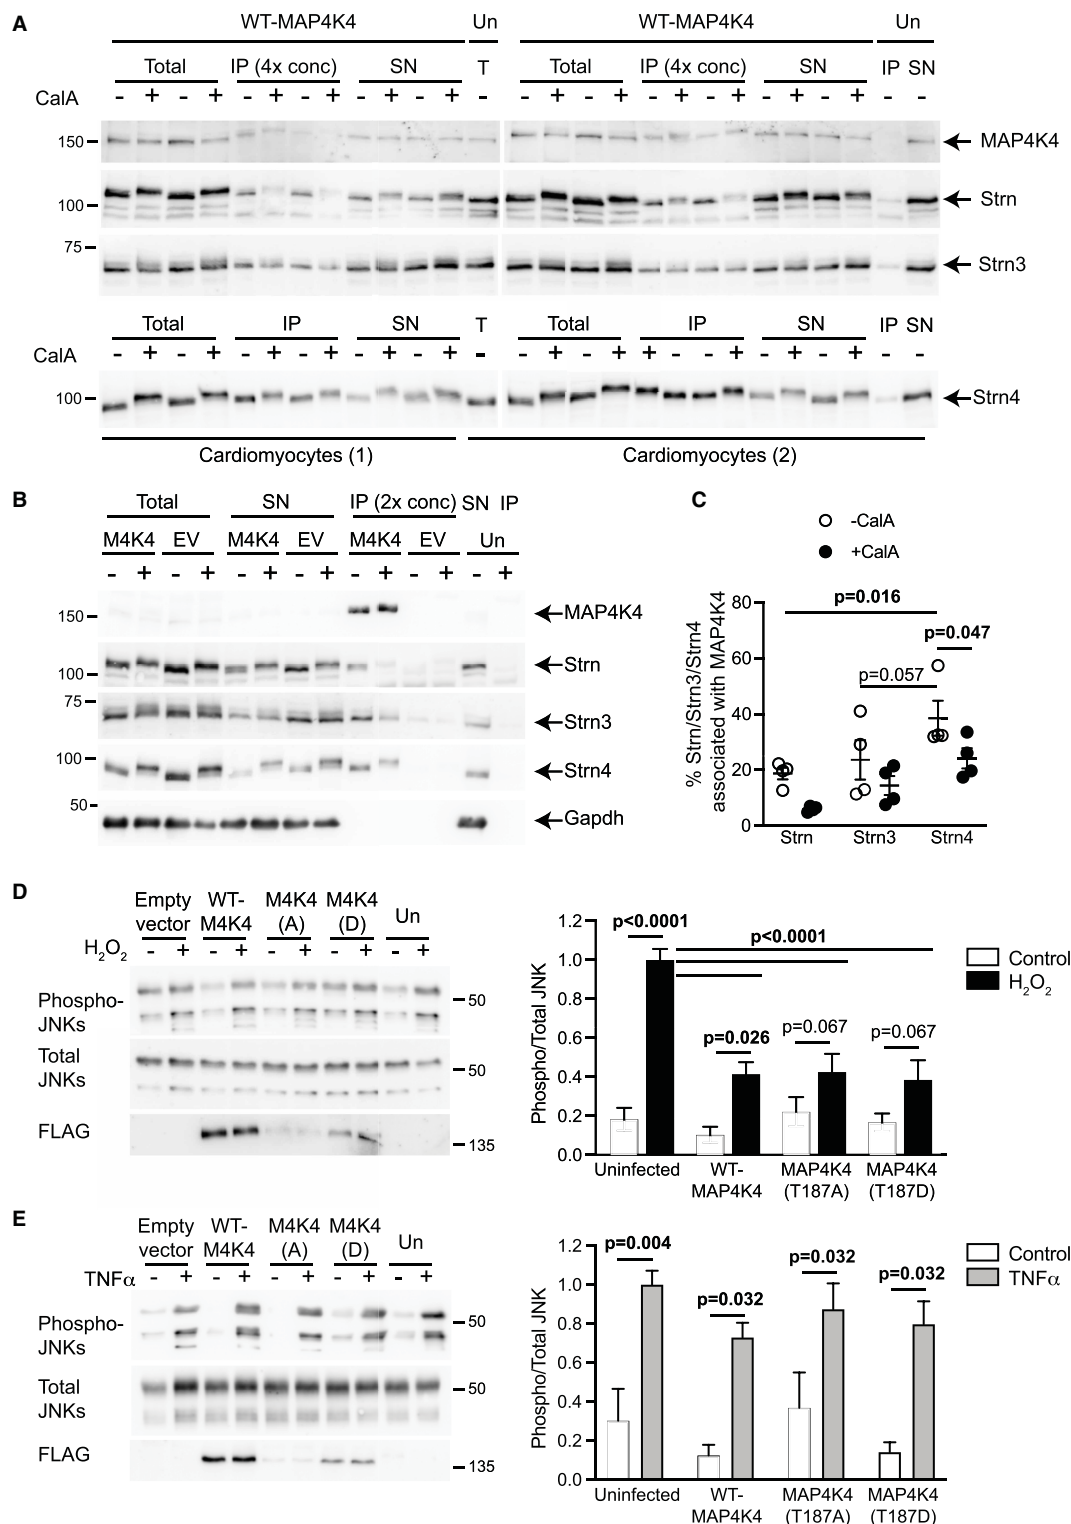 A
WT-MAP4K4 Un WT-MAP4K4 Un
Total IP (4x conc) SN T Total IP (4x conc) SN IP SN
CalA - + - + - + - + - + - + - - + - + - + - + - + - + - -
150 MAP4K4
100 Strn
75
Strn3
Total IP SN T Total IP SN IP SN
CalA - + - + - + - + - + - + - - + - + + - - + - + - + - -
100 Strn4
Cardiomyocytes (1) Cardiomyocytes (2)
B
Total SN IP (2x conc) SN IP
M4K4 EV M4K4 EV M4K4 EV Un
- + - + - + - + - + - + - +
150 MAP4K4
100 Strn
75 Strn3
100 Strn4
50 Gapdh
C
-CalA
+CalA
% Strn/Strn3/Strn4
associated with MAP4K4
p=0.016
p=0.047
p=0.057
80
60
40
20
0
Strn Strn3 Strn4
D
Empty vector WT-M4K4 M4K4 (A) M4K4 (D) Un
H2O2 - + - + - + - + - +
Phospho-
JNKs
50
Total
JNKs
50
FLAG
135
Phospho/Total JNK
1.2
1.0
0.8
0.6
0.4
0.2
0.0
p<0.0001
p<0.0001
p=0.026
p=0.067
p=0.067
Control
H2O2
Uninfected WT-MAP4K4 MAP4K4 (T187A) MAP4K4 (T187D)
E
Empty vector WT-M4K4 M4K4 (A) M4K4 (D) Un
TNFα - + - + - + - + - +
Phospho-
JNKs
50
Total
JNKs
50
FLAG
135
Phospho/Total JNK
1.2
1.0
0.8
0.6
0.4
0.2
0.0
p=0.004
p=0.032
p=0.032
p=0.032
Control
TNFα
Uninfected WT-MAP4K4 MAP4K4 (T187A) MAP4K4 (T187D)